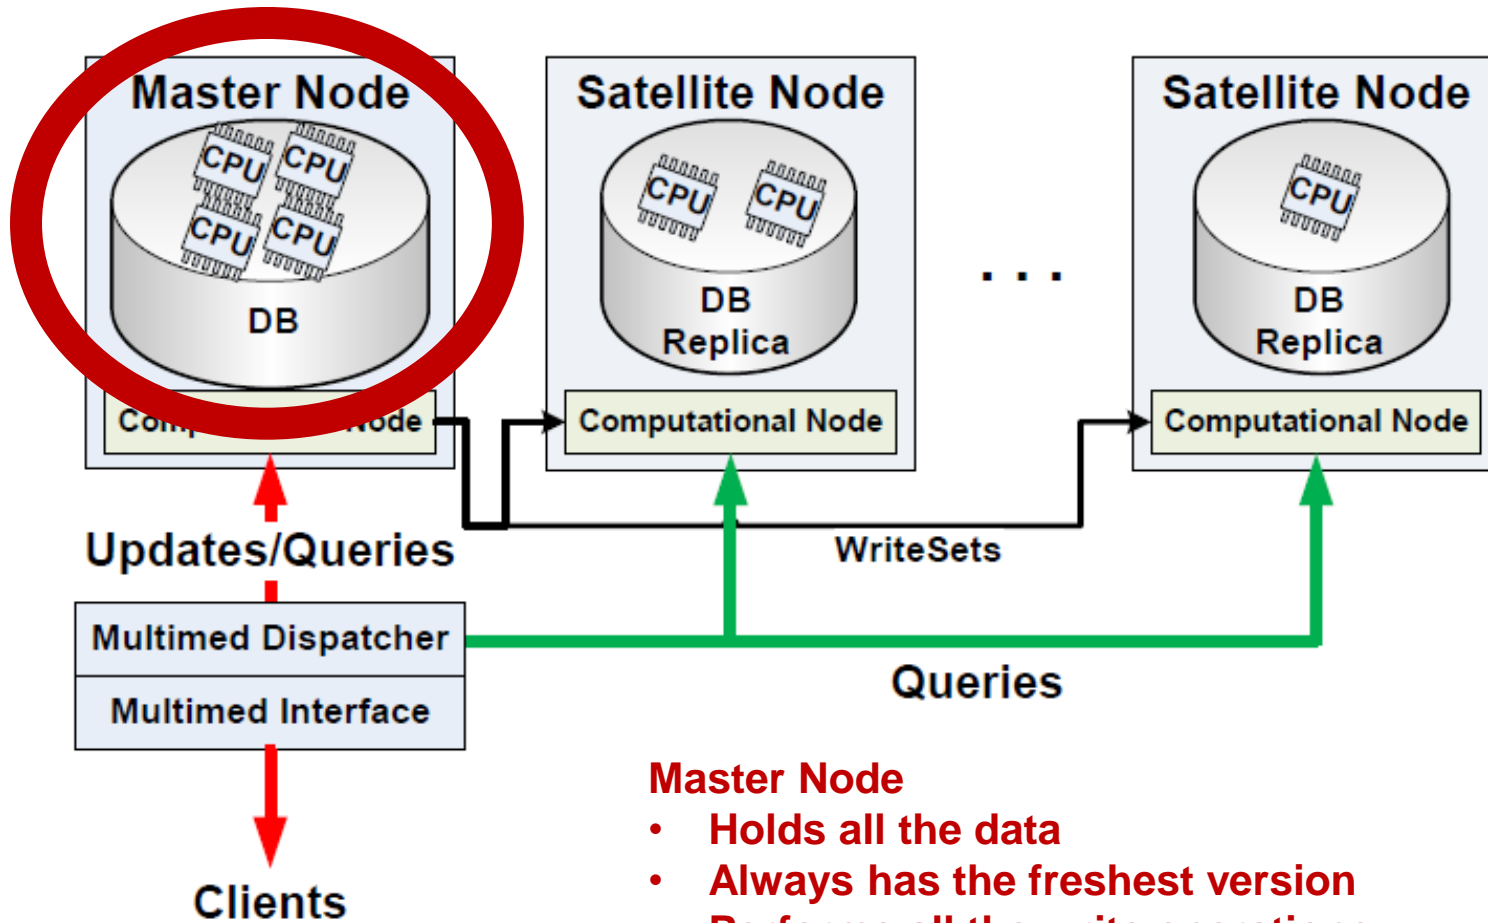 Master Node
CPU CPU
CPU CPU
DB
Node
Satellite Node
CPU CPU
DB
Replica
Computational Node
. . .
Satellite Node
CPU
DB
Replica
Computational Node
Updates/Queries
WriteSets
Multimed Dispatcher
Multimed Interface
Queries
Clients
Master Node
• Holds all the data
• Always has the freshest version